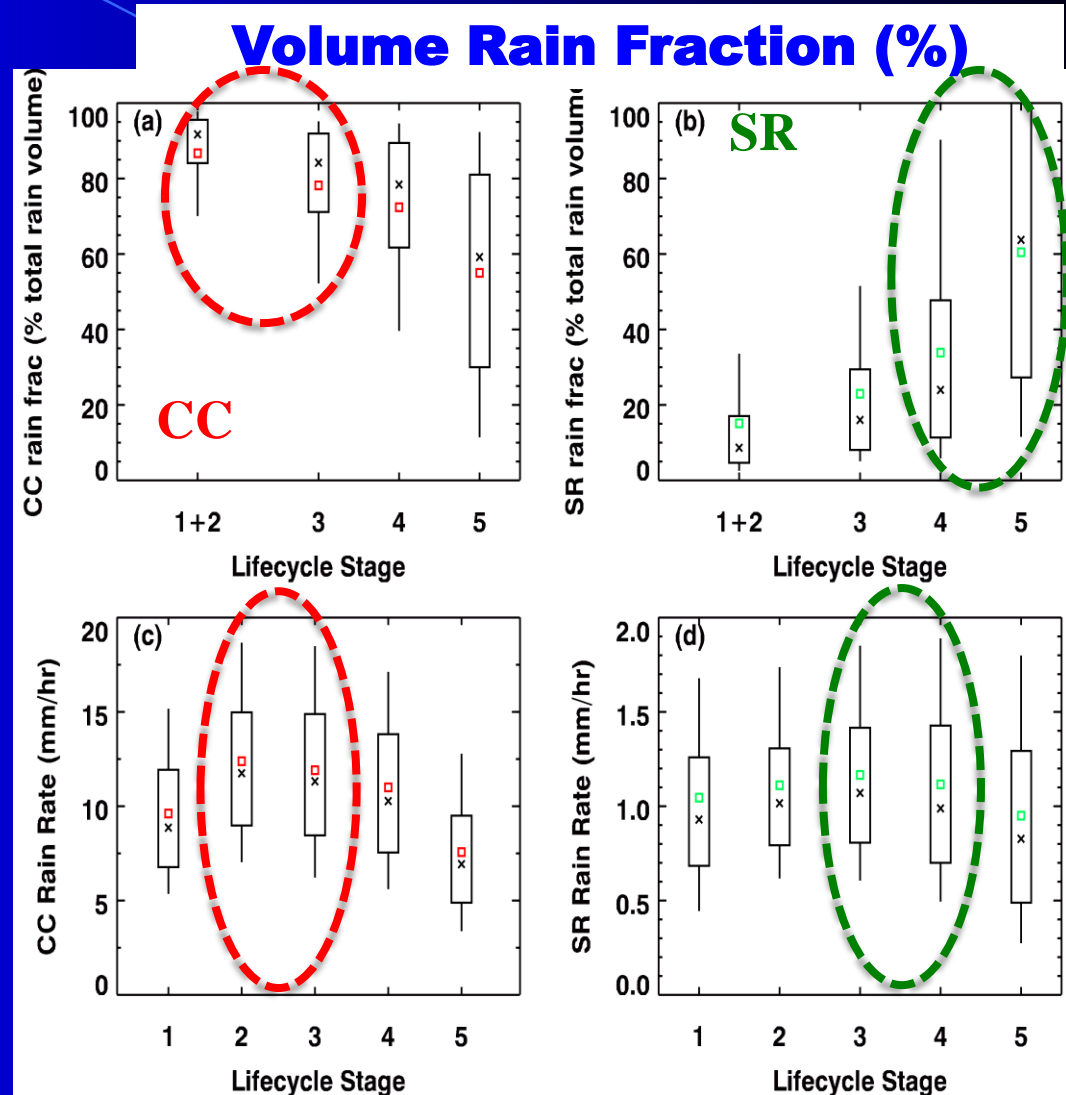 Volume Rain Fraction (%)
CC rain frac (% total rain volume)
100
80
60
40
20
0
(a)
CC
1+2 3 4 5
Lifecycle Stage
SR rain frac (% total rain volume
100
80
60
40
20
0
(b)
SR
1+2 3 4 5
Lifecycle Stage
CC Rain Rate (mm/hr)
20
15
10
5
0
(c)
1 2 3 4 5
Lifecycle Stage
SR Rain Rate (mm/hr)
2.0
1.5
1.0
0.5
0.0
(d)
1 2 3 4 5
Lifecycle Stage